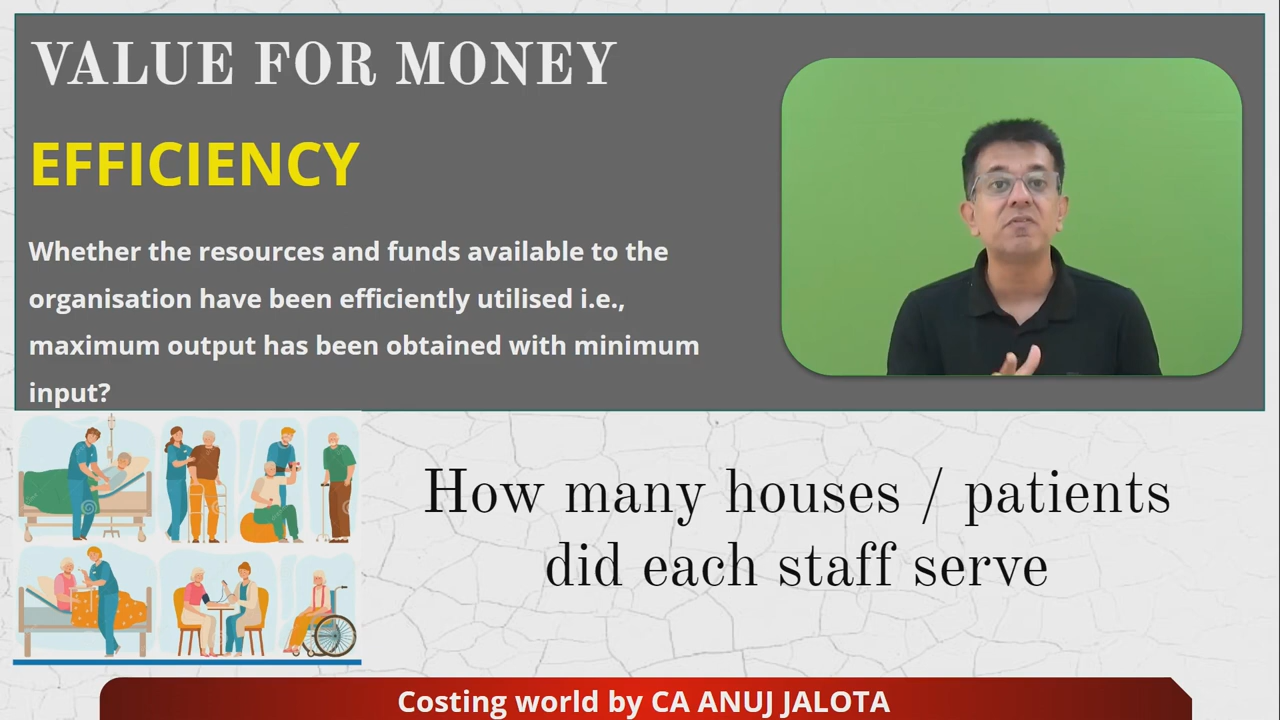 VALUE FOR MONEY
EFFICIENCY
Whether the resources and funds available to the
organisation have been efficiently utilised i.e.,
maximum output has been obtained with minimum
input?
How many houses / patients
did each staff serve
Costing world by CA ANUJ JALOTA